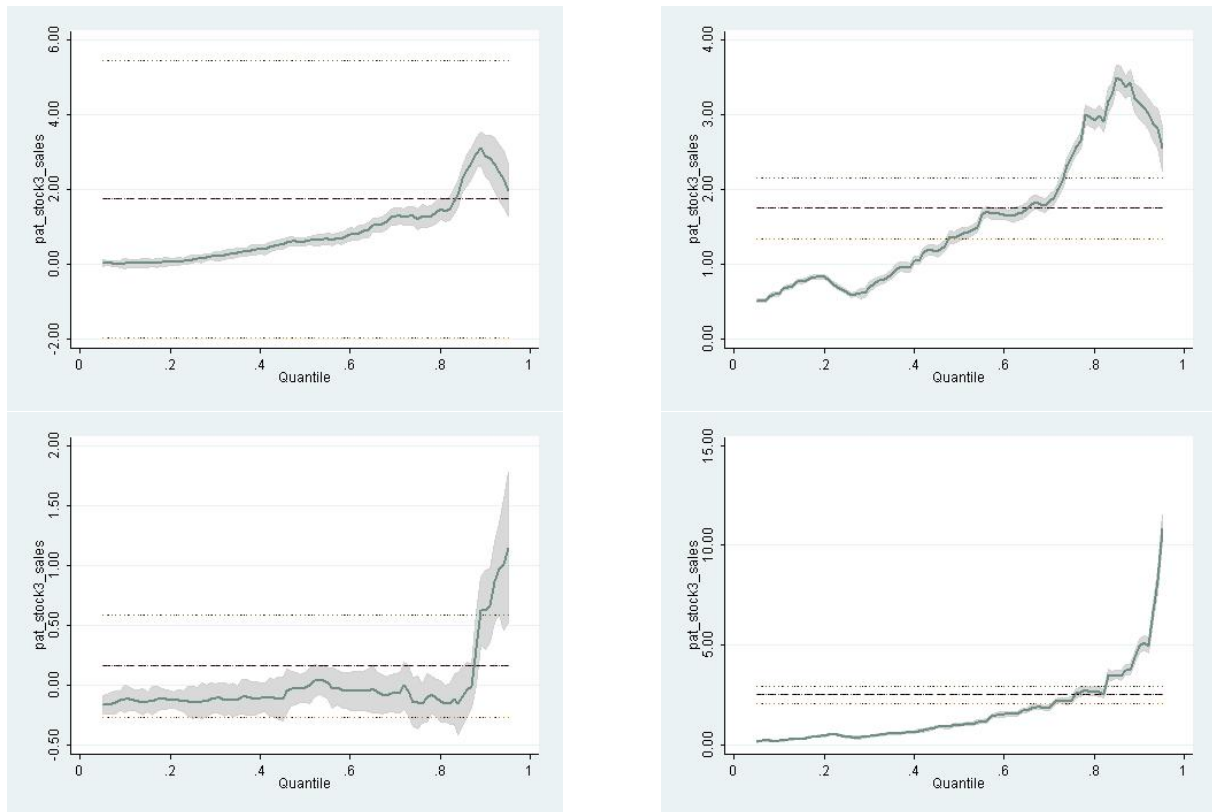 6.00
4.00
2.00
0.00
-2.00
pat_stock3_sales
0 .2 .4 .6 .8 1
Quantile
4.00
3.00
2.00
1.00
0.00
pat_stock3_sales
0 .2 .4 .6 .8 1
Quantile
2.00
1.50
1.00
0.50
0.00
-0.50
pat_stock3_sales
0 .2 .4 .6 .8 1
Quantile
15.00
10.00
5.00
0.00
pat_stock3_sales
0 .2 .4 .6 .8 1
Quantile